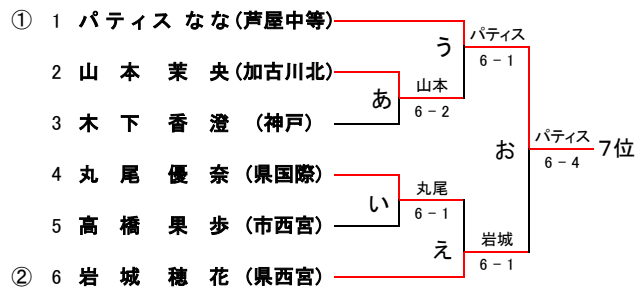 ① 1 パティス なな(芦屋中等)
う
パティス
6－1
2 山 本 茉 央(加古川北)
あ
山本
6－2
3 木 下 香 澄 (神戸)
お
パティス
6－4
7位
4 丸 尾 優 奈 (県国際)
い
丸尾
6－1
5 高 橋 果 歩 (市西宮)
え
岩城
6－1
② 6 岩 城 穂 花 (県西宮)